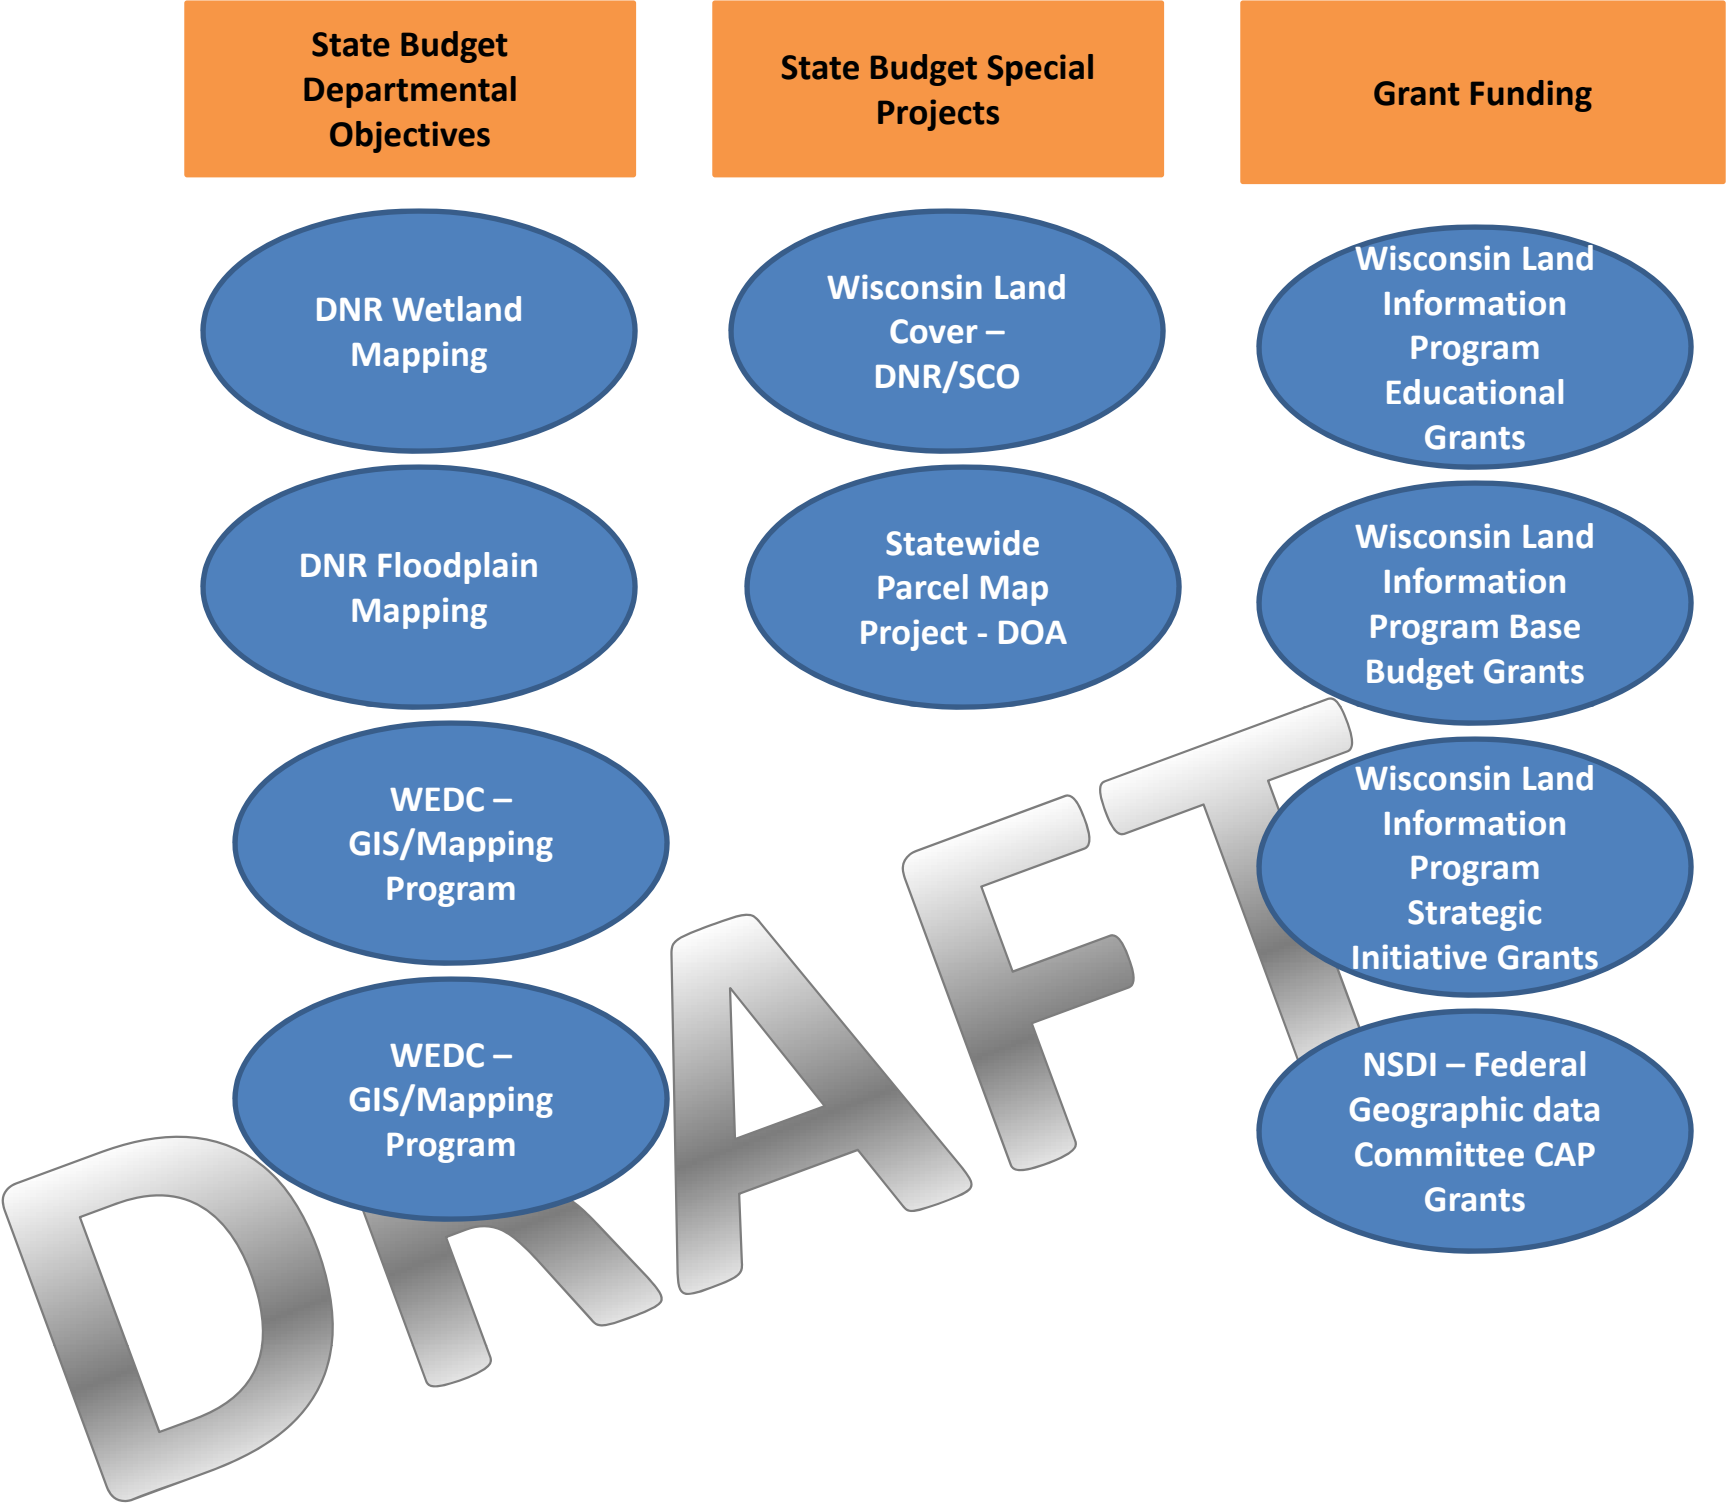 State Budget
Departmental
Objectives
DNR Wetland
Mapping
DNR Floodplain
Mapping
WEDC –
GIS/Mapping
Program
WEDC –
GIS/Mapping
Program
State Budget Special
Projects
Wisconsin Land
Cover –
DNR/SCO
Statewide
Parcel Map
Project - DOA
Grant Funding
Wisconsin Land
Information
Program
Educational
Grants
Wisconsin Land
Information
Program Base
Budget Grants
Wisconsin Land
Information
Program
Strategic
Initiative Grants
NSDI – Federal
Geographic data
Committee CAP
Grants
DRAFT